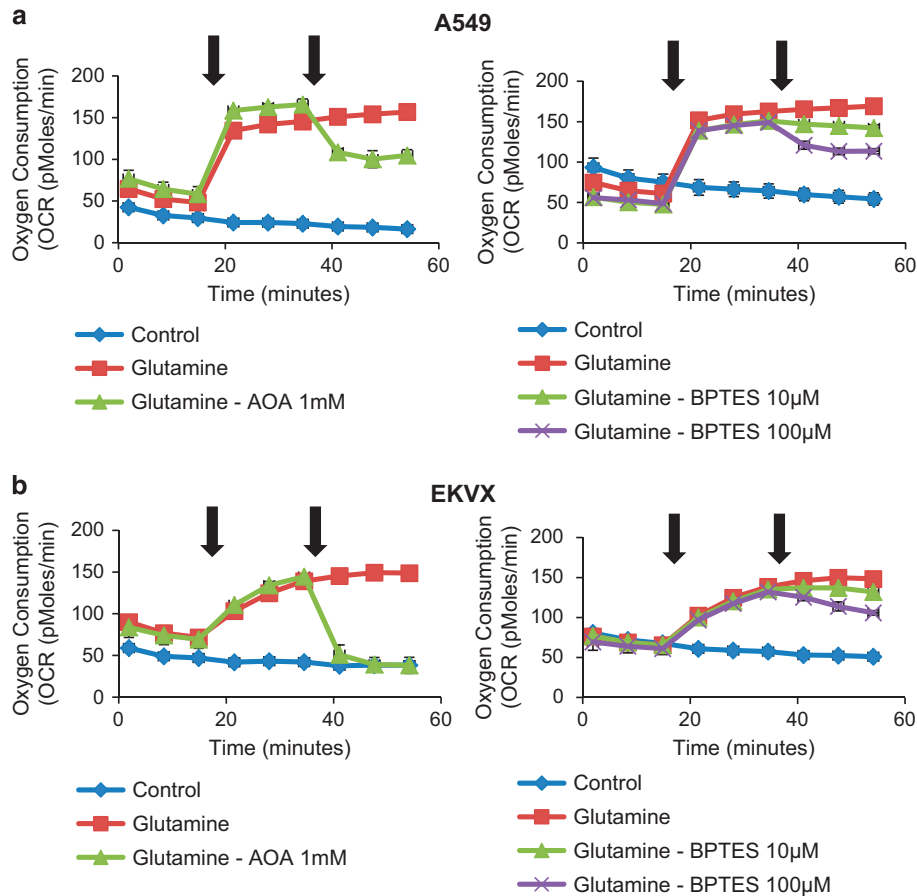 a
A549
Oxygen Consumption
(OCR (pMoles/min)
200
150
100
50
0
0 20 40 60
Time (minutes)
Control
Glutamine
Glutamine - AOA 1mM
Oxygen Consumption
(OCR (pMoles/min)
200
150
100
50
0
0 20 40 60
Time (minutes)
Control
Glutamine
Glutamine - BPTES 10µM
Glutamine - BPTES 100µM
b
EKVX
Oxygen Consumption
(OCR (pMoles/min)
200
150
100
50
0
0 20 40 60
Time (minutes)
Control
Glutamine
Glutamine - AOA 1mM
Oxygen Consumption
(OCR (pMoles/min)
200
150
100
50
0
0 20 40 60
Time (minutes)
Control
Glutamine
Glutamine - BPTES 10µM
Glutamine - BPTES 100µM